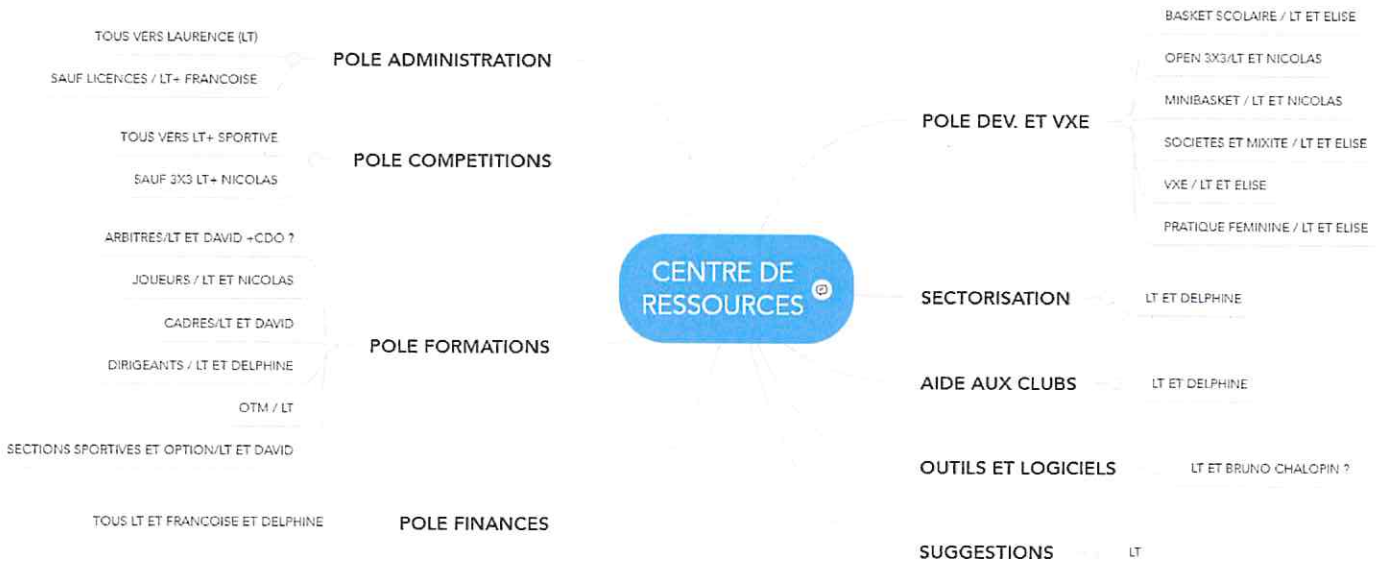 TOUS VERS LAURENCE (LT)
SAUF LICENCES / LT+ FRANCOISE
POLE ADMINISTRATION
TOUS VERS LT+ SPORTIVE
SAUF 3X3 LT+ NICOLAS
POLE COMPETITIONS
ARBITRES/LT ET DAVID +CDO ?
JOUEURS / LT ET NICOLAS
CADRES/LT ET DAVID
DIRIGEANTS / LT ET DELPHINE
OTM / LT
SECTIONS SPORTIVES ET OPTION/LT ET DAVID
POLE FORMATIONS
TOUS LT ET FRANCOISE ET DELPHINE
POLE FINANCES
CENTRE DE
RESSOURCES
POLE DEV. ET VXE
BASKET SCOLAIRE / LT ET ELISE
OPEN 3X3/LT ET NICOLAS
MINIBASKET / LT ET NICOLAS
SOCIETES ET MIXITE / LT ET ELISE
VXE / LT ET ELISE
PRATIQUE FEMININE / LT ET ELISE
SECTORISATION
LT ET DELPHINE
AIDE AUX CLUBS
LT ET DELPHINE
OUTILS ET LOGICIELS
LT ET BRUNO CHALOPIN ?
SUGGESTIONS
LT